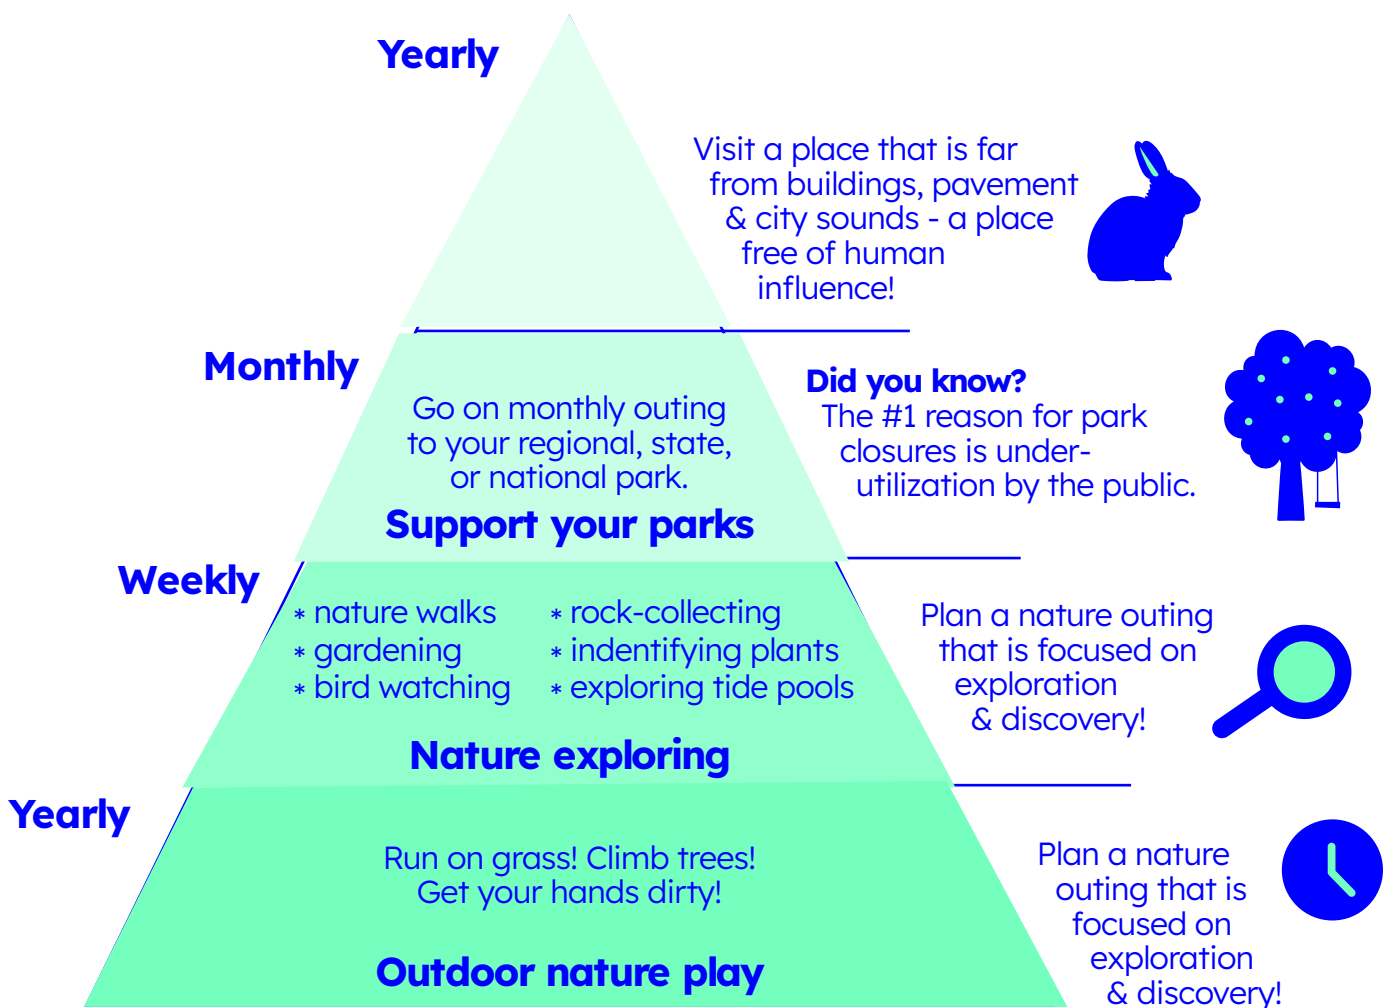 Yearly
Visit a place that is far
from buildings, pavement
& city sounds - a place
free of human
influence!
Monthly
Go on monthly outing
to your regional, state,
or national park.
Support your parks
Did you know?
The #1 reason for park
closures is under-
utilization by the public.
Weekly
* nature walks
* gardening
* bird watching
* rock-collecting
* indentifying plants
* exploring tide pools
Nature exploring
Plan a nature outing
that is focused on
exploration
& discovery!
Yearly
Run on grass! Climb trees!
Get your hands dirty!
Outdoor nature play
Plan a nature
outing that is
focused on
exploration
& discovery!